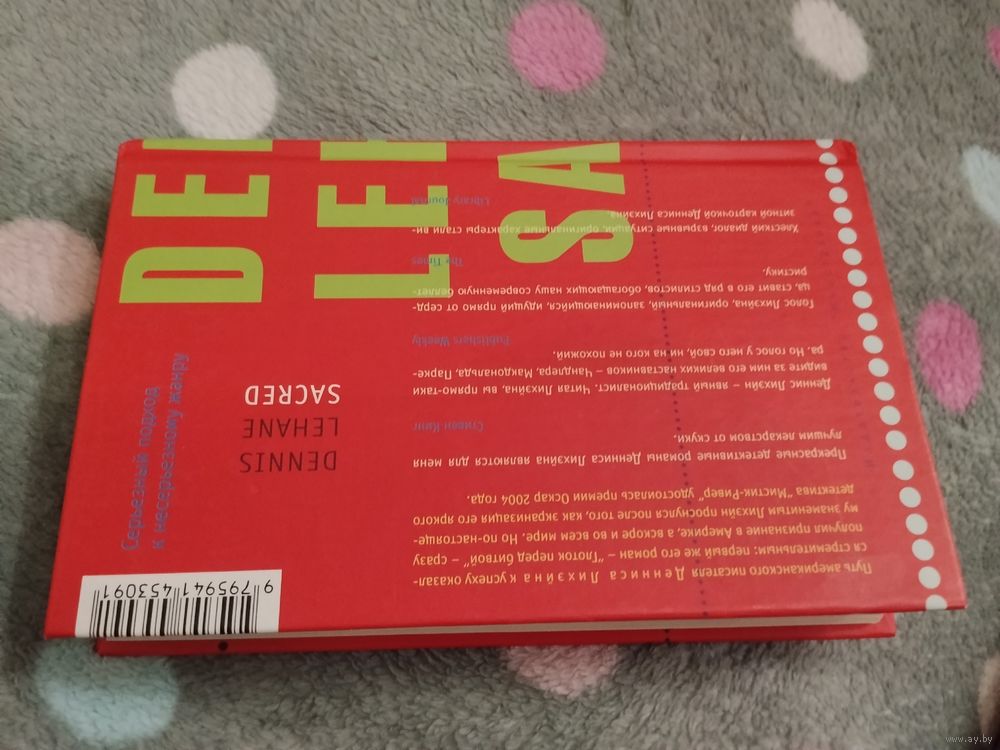 Путь американского писателя Денниса Лихэйна к успеху оказал-
ся стремительным: первый же его роман – "Глоток перед битвой" – сразу
получил признание в Америке, а вскоре и во всем мире. Но по-настояще-
му знаменитым Лихэйн проснулся после того, как экранизация его яркого
детектива "Мистик-Ривер" удостоилась премии Оскар 2004 года.
Прекрасные детективные романы Денниса Лихэйна являются для меня
лучшим лекарством от скуки.
Стивен Кинг
Деннис Лихэйн – явный традиционалист. Читая Лихэйна, вы прямо-таки
видите за ним его великих наставников – Чандлера, Макдональда, Парке-
ра. Но голос у него свой, ни на кого не похожий.
Publishers Weekly
Голос Лихэйна, оригинальный, запоминающийся, идущий прямо от серд-
ца, ставит его в ряд стилистов, обогащающих нашу современную беллет-
ристику.
The Times
Хлесткий диалог, взрывные ситуации, оригинальные характеры стали ви-
зитной карточкой Денниса Лихэйна.
Library Journal
DENNIS
LEHANE
SACRED
Серьезный подход
к несерьезному жанру
9 795941 453091
DE
LE
SA
www.ay.by